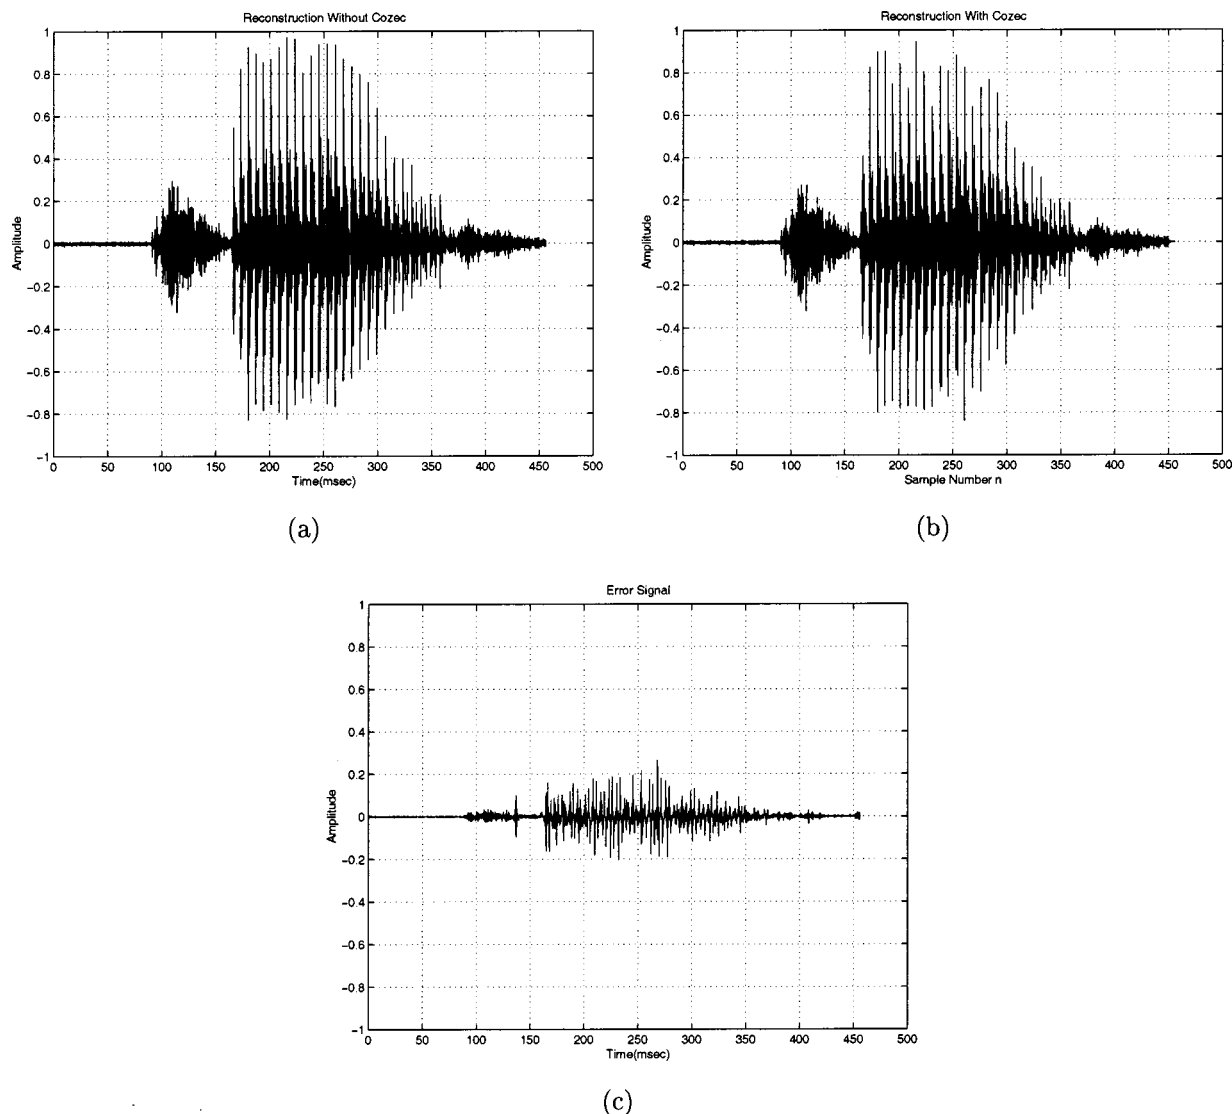 Reconstruction Without Cozec
1
0.8
0.6
0.4
0.2
0
−0.2
−0.4
−0.6
−0.8
−1
Amplitude
0 50 100 150 200 250 300 350 400 450 500
Time(msec)
(a)
Reconstruction With Cozec
1
0.8
0.6
0.4
0.2
0
−0.2
−0.4
−0.6
−0.8
−1
Amplitude
0 50 100 150 200 250 300 350 400 450 500
Sample Number n
(b)
Error Signal
1
0.8
0.6
0.4
0.2
0
−0.2
−0.4
−0.6
−0.8
−1
Amplitude
0 50 100 150 200 250 300 350 400 450 500
Time(msec)
(c)